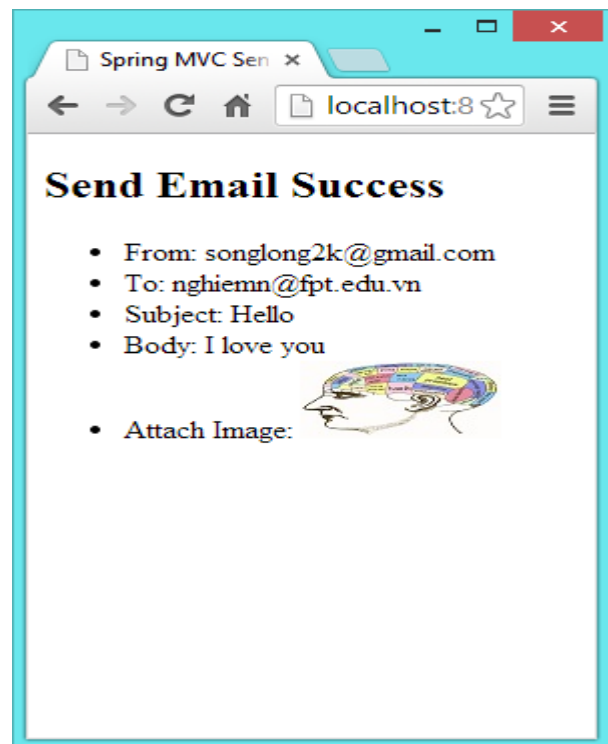 Spring MVC Sen
localhost:8
Send Email Success
• From: songlong2k@gmail.com
• To: nghiemn@fpt.edu.vn
• Subject: Hello
• Body: I love you
• Attach Image: